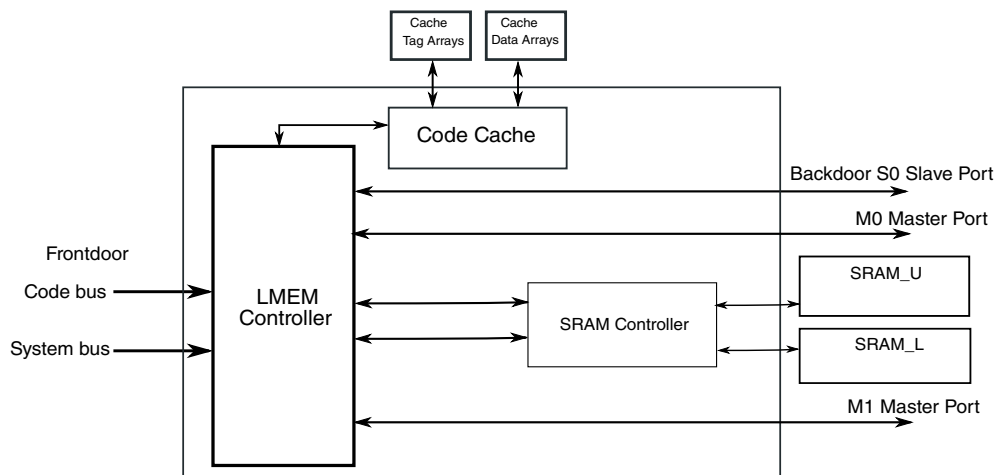 Cache
Tag Arrays
Cache
Data Arrays
Code Cache
Backdoor S0 Slave Port
M0 Master Port
Frontdoor
Code bus
System bus
LMEM
Controller
SRAM Controller
SRAM_U
SRAM_L
M1 Master Port